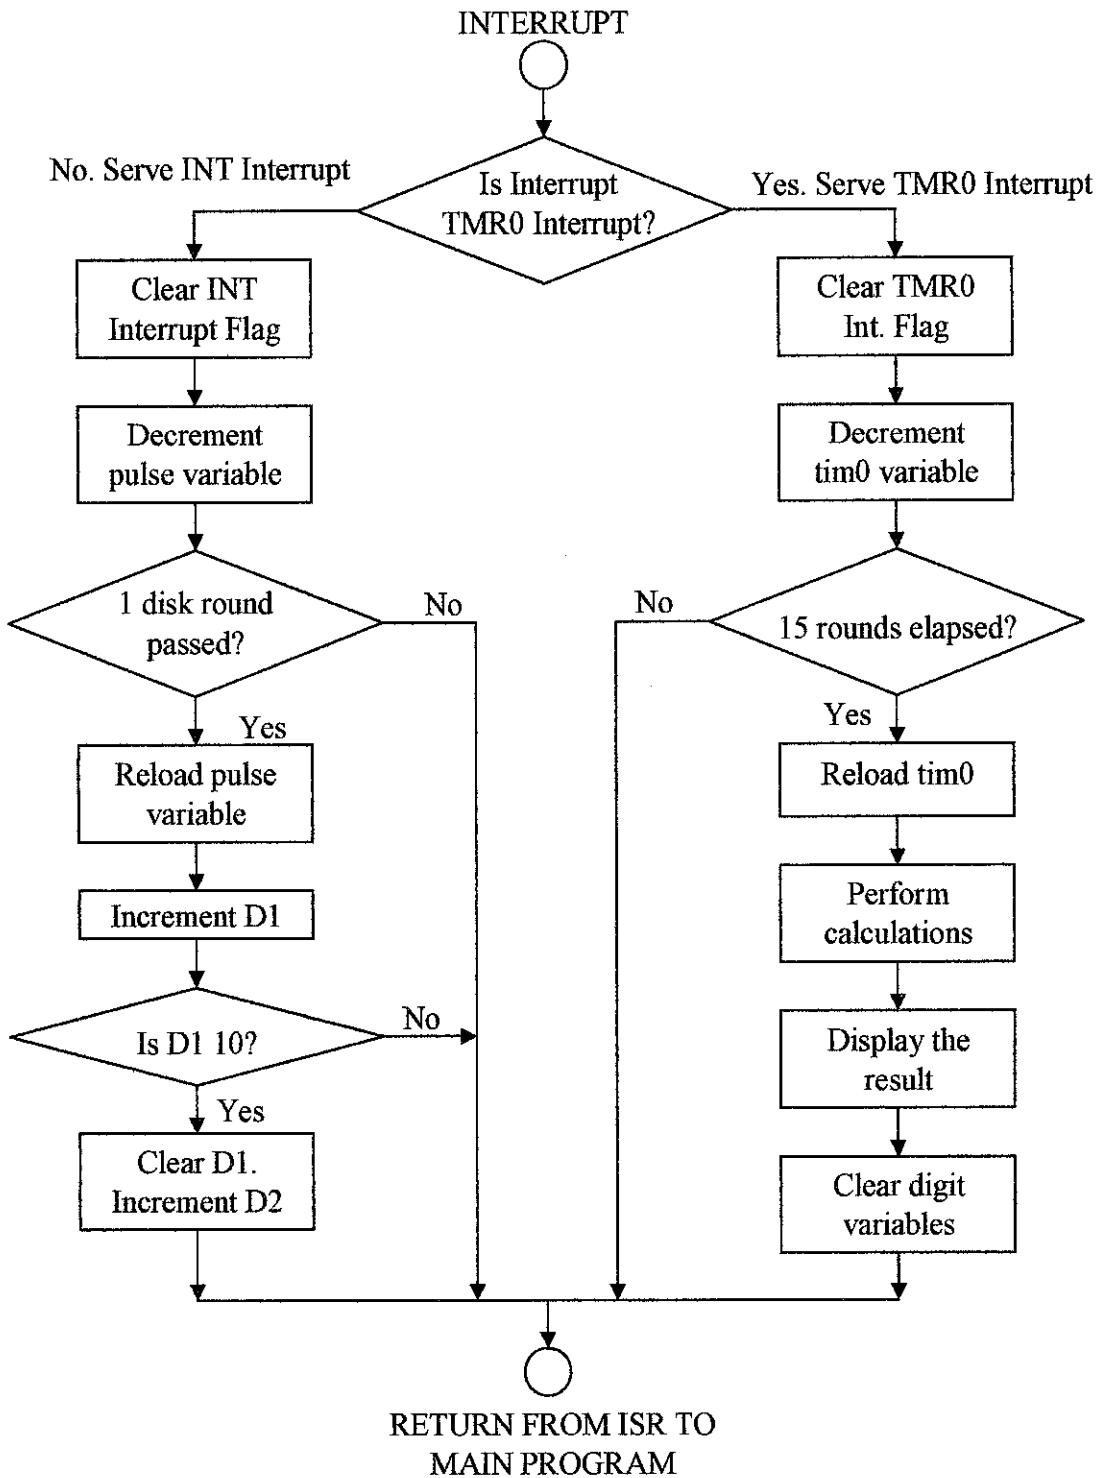 INTERRUPT
No. Serve INT Interrupt
Is Interrupt
TMR0 Interrupt?
Yes. Serve TMR0 Interrupt
Clear INT
Interrupt Flag
Decrement
pulse variable
1 disk round
passed?
No
Yes
Reload pulse
variable
Increment D1
Is D1 10?
No
Yes
Clear D1.
Increment D2
Clear TMR0
Int. Flag
Decrement
tim0 variable
15 rounds elapsed?
No
Yes
Reload tim0
Perform
calculations
Display the
result
Clear digit
variables
RETURN FROM ISR TO
MAIN PROGRAM